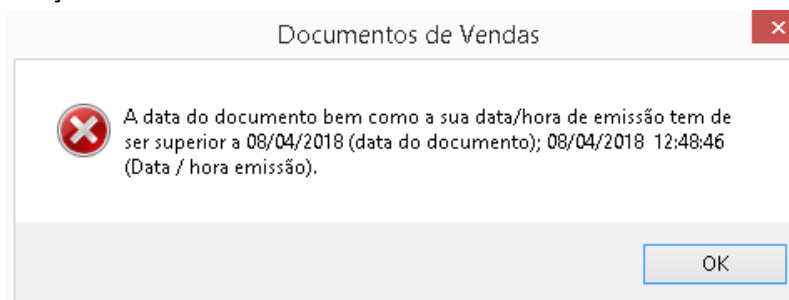 Documentos de Vendas
A data do documento bem como a sua data/hora de emissão tem de
ser superior a 08/04/2018 (data do documento); 08/04/2018 12:48:46
(Data / hora emissão).
OK